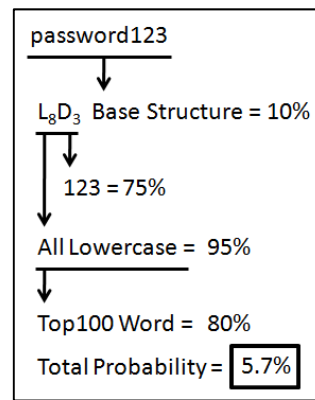 password123
L₈D₃ Base Structure = 10%
123 = 75%
All Lowercase = 95%
Top100 Word = 80%
Total Probability = 5.7%